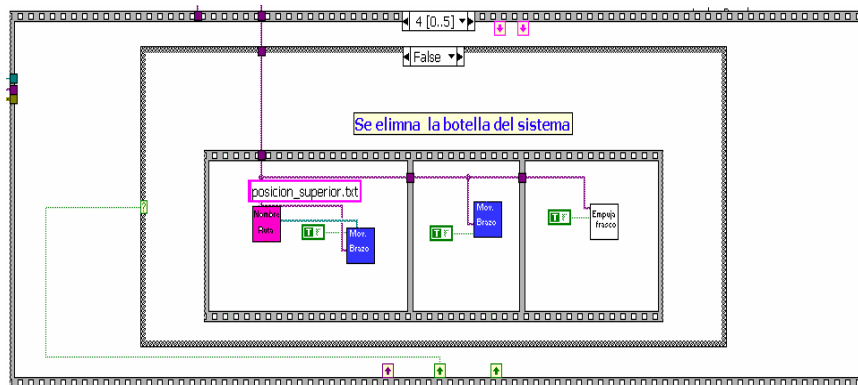 4 [0..5]
False
Se elimna la botella del sistema
posicion_superior.txt
Nombre
Ruta
T F
Mov.
Brazo
T F
Mov.
Brazo
T F
Empuja
frasco
?